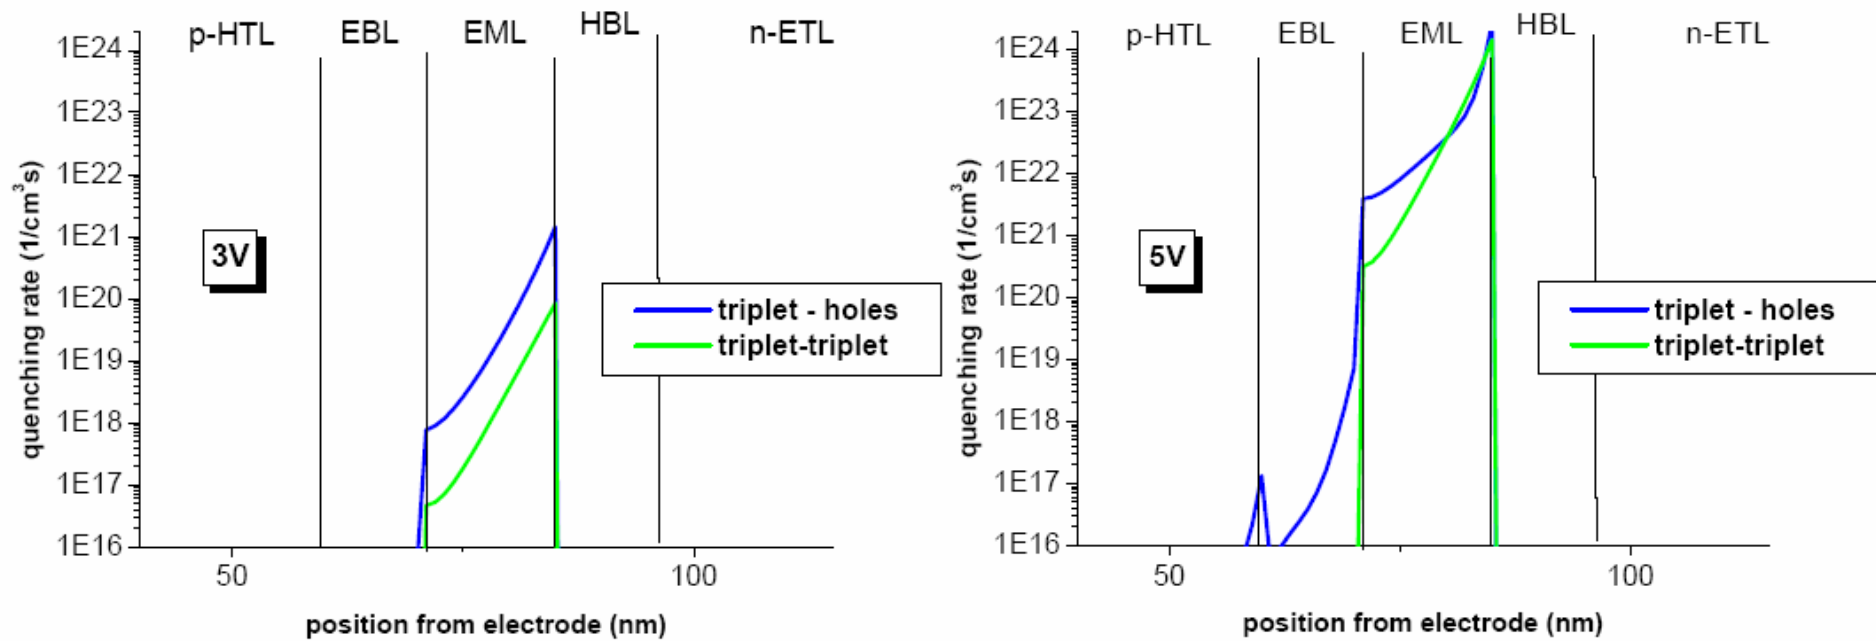 p-HTL EBL EML HBL n-ETL
1E24
1E23
1E22
1E21
1E20
1E19
1E18
1E17
1E16
quenching rate (1/cm³s)
3V
triplet - holes
triplet-triplet
50 100
position from electrode (nm)
p-HTL EBL EML HBL n-ETL
1E24
1E23
1E22
1E21
1E20
1E19
1E18
1E17
1E16
quenching rate (1/cm³s)
5V
triplet - holes
triplet-triplet
50 100
position from electrode (nm)